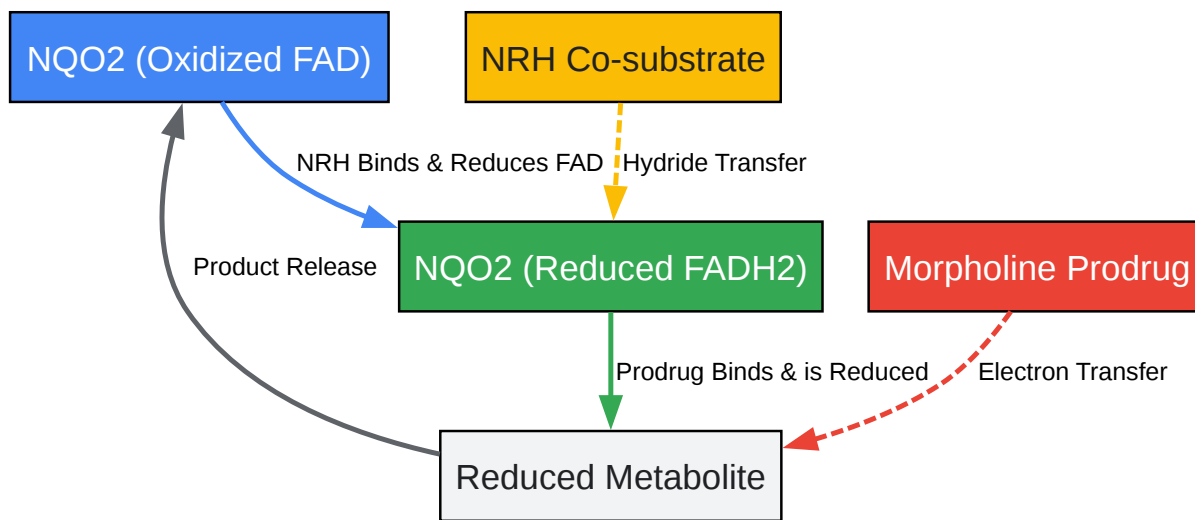 NQO2 (Oxidized FAD)
NRH Co-substrate
NRH Binds & Reduces FAD
Hydride Transfer
Product Release
NQO2 (Reduced FADH2)
Morpholine Prodrug
Prodrug Binds & is Reduced
Electron Transfer
Reduced Metabolite